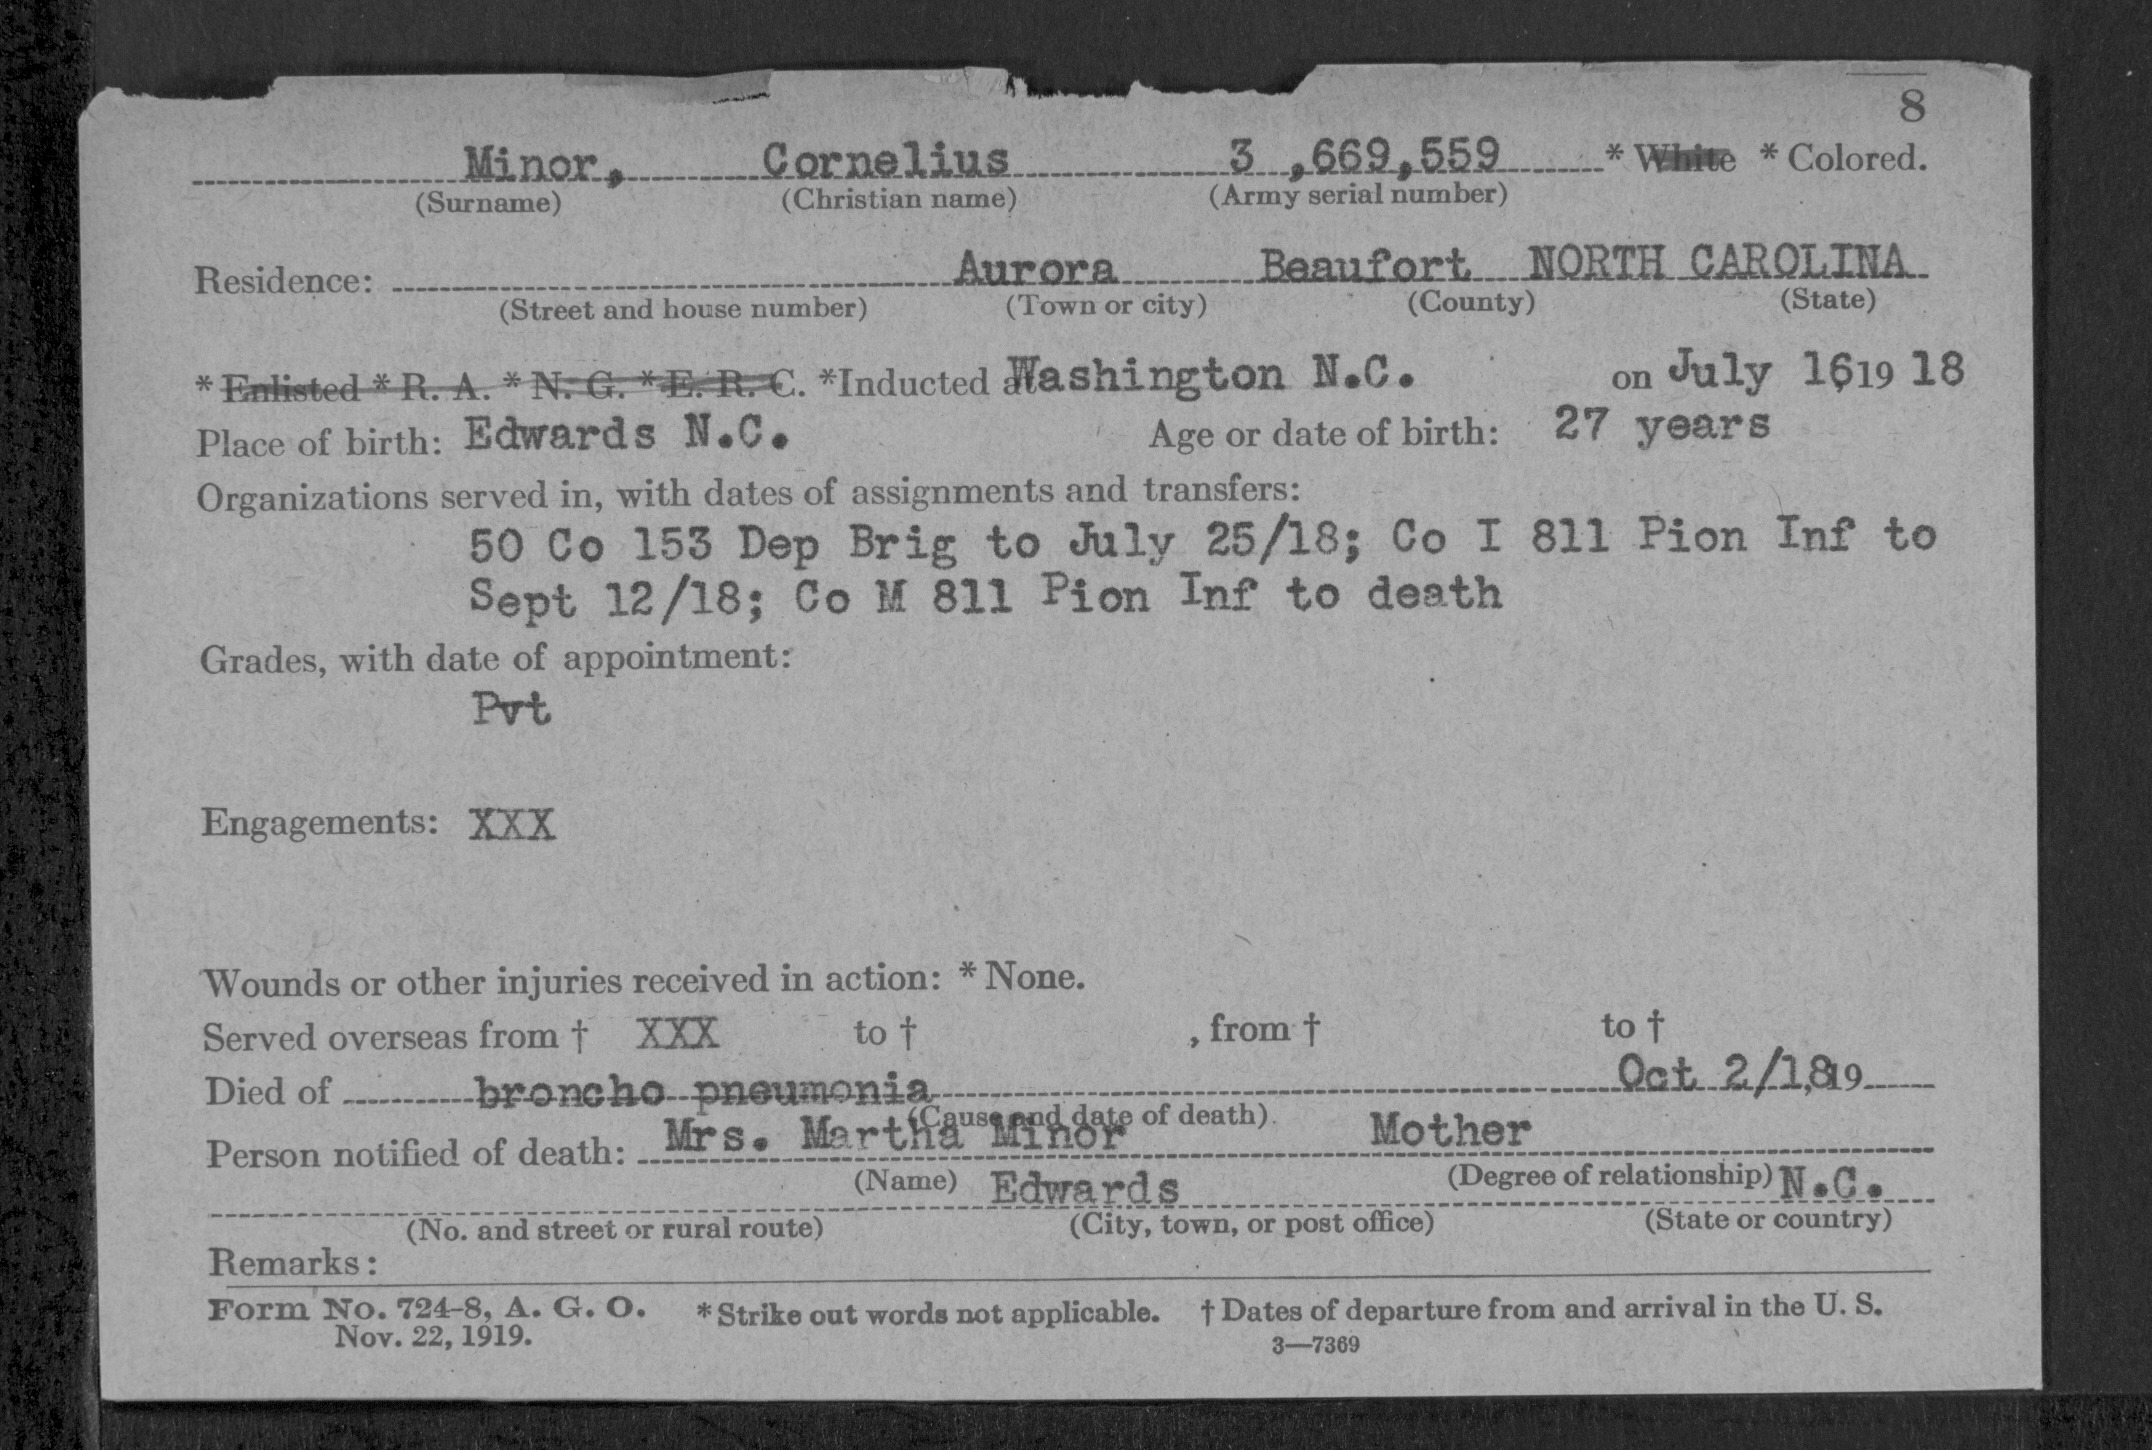 8
Minor, Cornelius 3 ,669,559 * White * Colored.
(Surname) (Christian name) (Army serial number)
Residence: Aurora Beaufort NORTH CAROLINA
(Street and house number) (Town or city) (County) (State)
* Enlisted * R. A. * N. G. * E. R. C. *Inducted at Washington N.C. on July 16, 19 18
Place of birth: Edwards N.C. Age or date of birth: 27 years
Organizations served in, with dates of assignments and transfers:
50 Co 153 Dep Brig to July 25/18; Co I 811 Pion Inf to
Sept 12/18; Co M 811 Pion Inf to death
Grades, with date of appointment:
Pvt
Engagements: XXX
Wounds or other injuries received in action: * None.
Served overseas from † XXX to † , from † to †
Died of broncho pneumonia Oct 2/18, 19
(Cause and date of death)
Person notified of death: Mrs. Martha Minor Mother
(Name) (Degree of relationship)
Edwards N.C.
(No. and street or rural route) (City, town, or post office) (State or country)
Remarks:
Form No. 724-8, A. G. O. * Strike out words not applicable. † Dates of departure from and arrival in the U. S.
Nov. 22, 1919. 3—7369